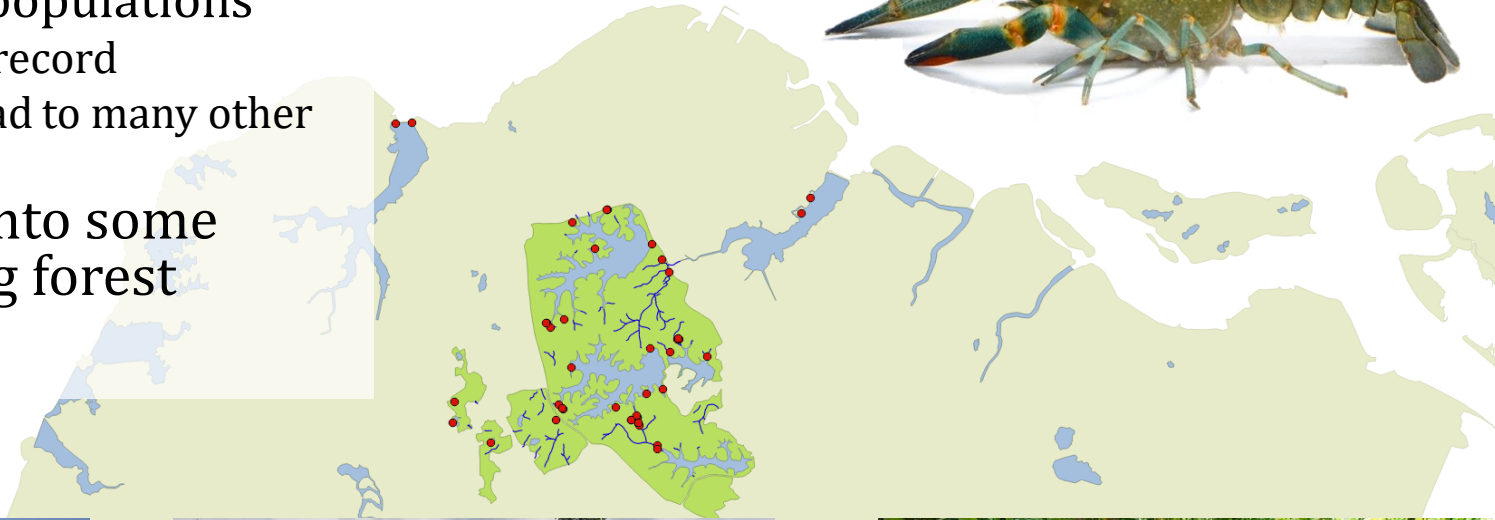 populations
record
ad to many other
nto some
g forest